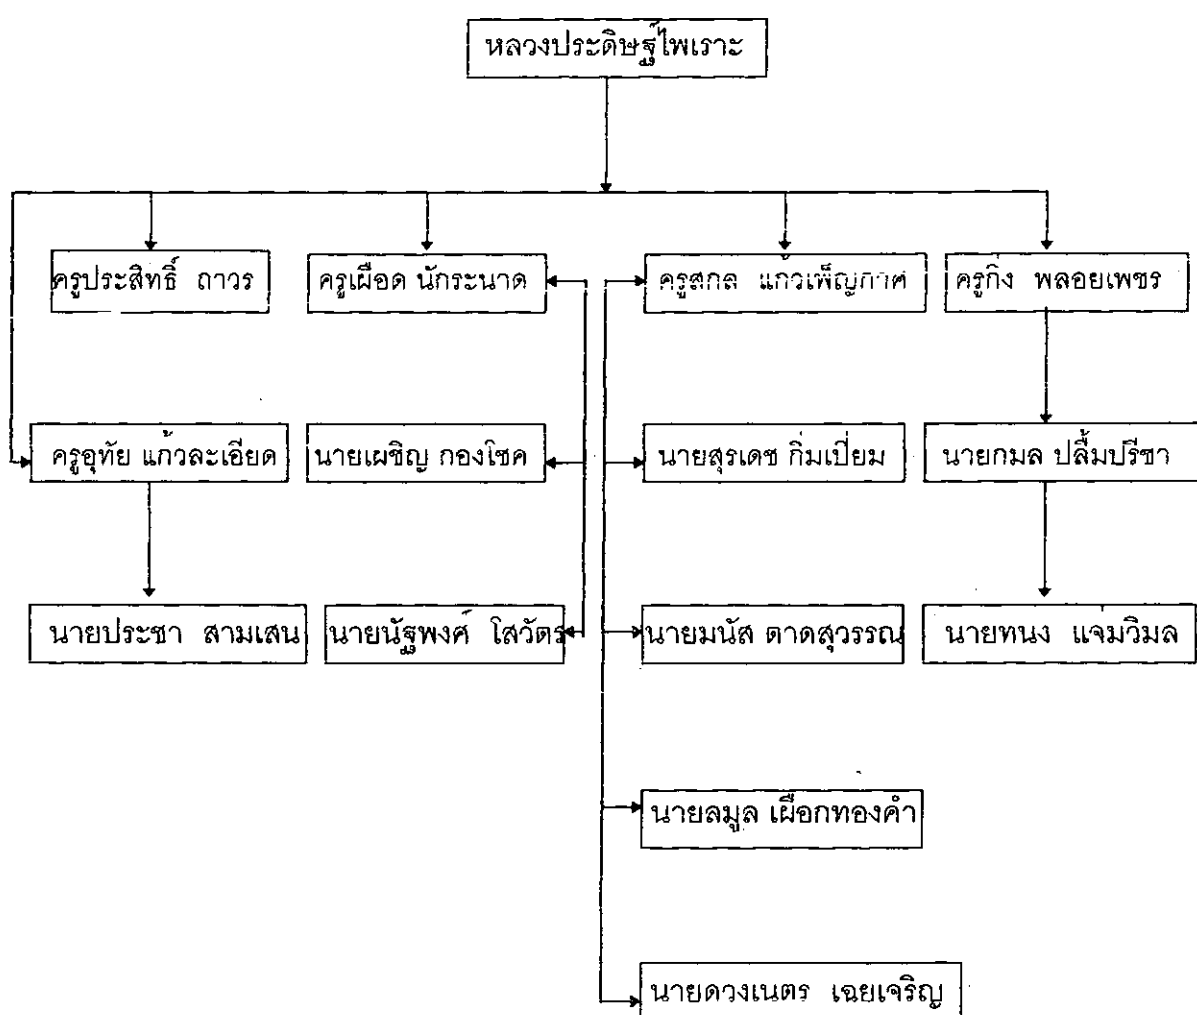 หลวงประดิษฐ์ไพเราะ
ครูประสิทธิ์ ถาวร
ครูเผือด นักระนาด
ครูสกล แก้วเพ็ญกาศ
ครูกิ่ง พลอยเพชร
ครูอุทัย แก้วละเอียด
นายเผชิญ กองโชค
นายสุรเดช กิ่มเปี่ยม
นายกมล ปลื้มปรีชา
นายประชา สามเสน
นายนัฐพงศ์ โสวัตร
นายมนัส ดาดสุวรรณ
นายทนง แจ่มวิมล
นายลมูล เผือกทองคำ
นายดวงเนตร เฉยเจริญ